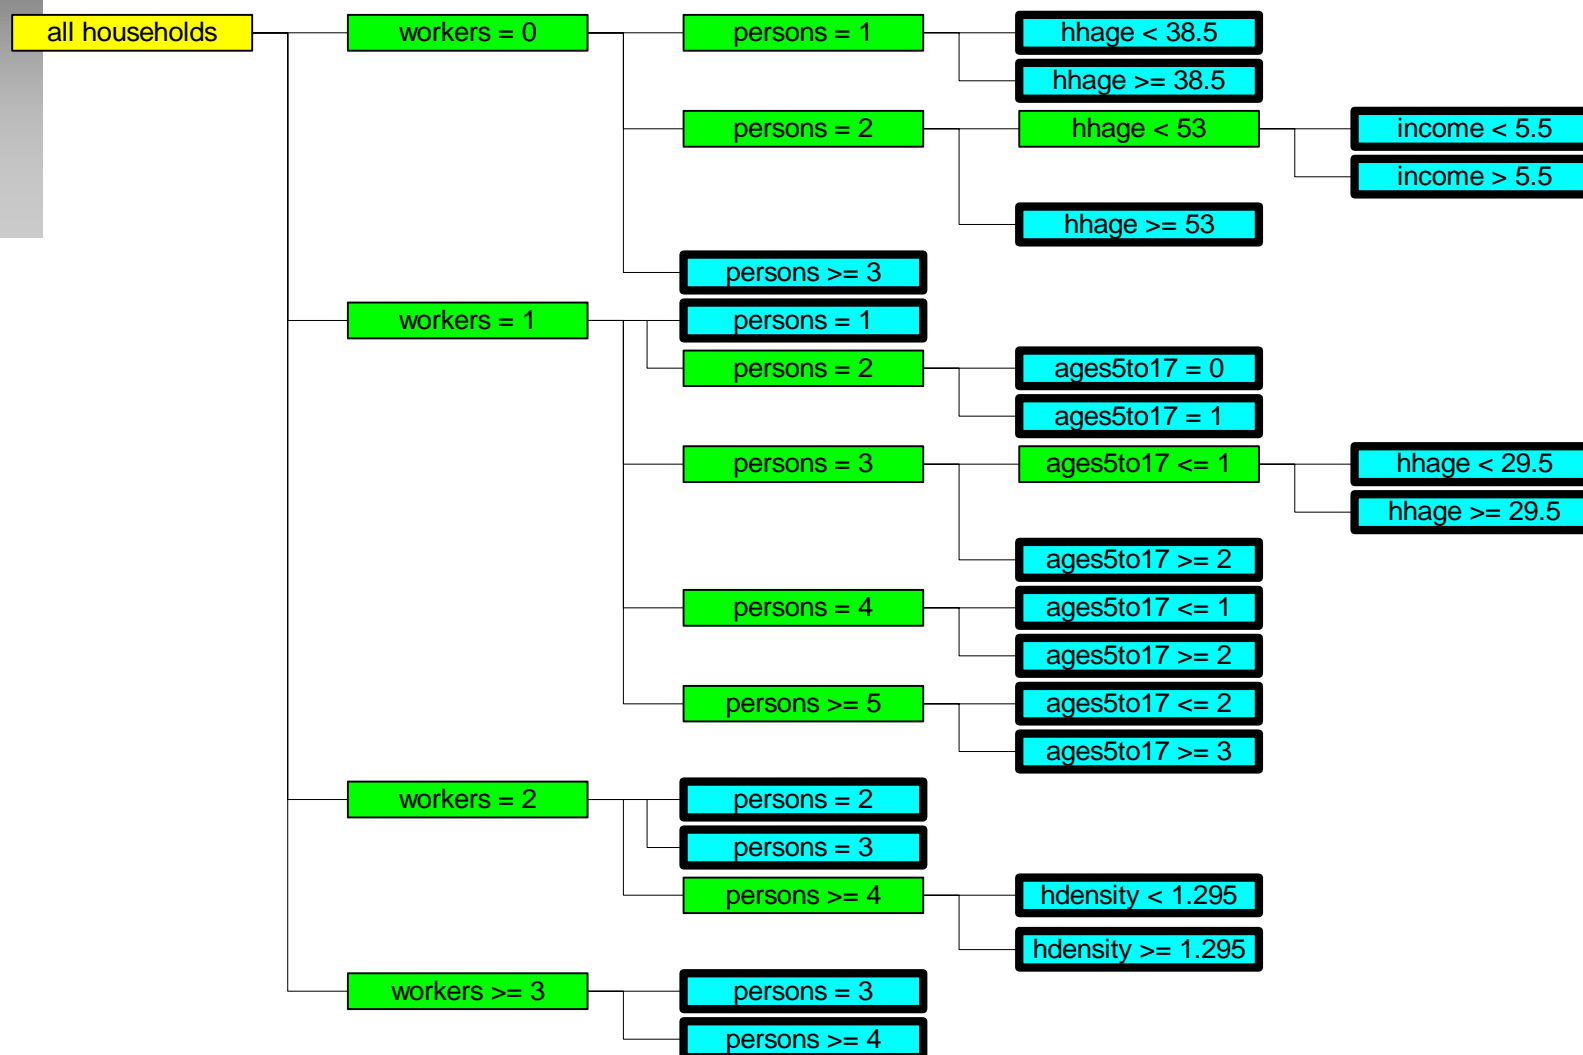 all households
workers = 0
persons = 1
hhage < 38.5
hhage >= 38.5
persons = 2
hhage < 53
income < 5.5
income > 5.5
hhage >= 53
persons >= 3
workers = 1
persons = 1
persons = 2
ages5to17 = 0
ages5to17 = 1
persons = 3
ages5to17 <= 1
hhage < 29.5
hhage >= 29.5
ages5to17 >= 2
persons = 4
ages5to17 <= 1
ages5to17 >= 2
persons >= 5
ages5to17 <= 2
ages5to17 >= 3
workers = 2
persons = 2
persons = 3
persons >= 4
hdensity < 1.295
hdensity >= 1.295
workers >= 3
persons = 3
persons >= 4